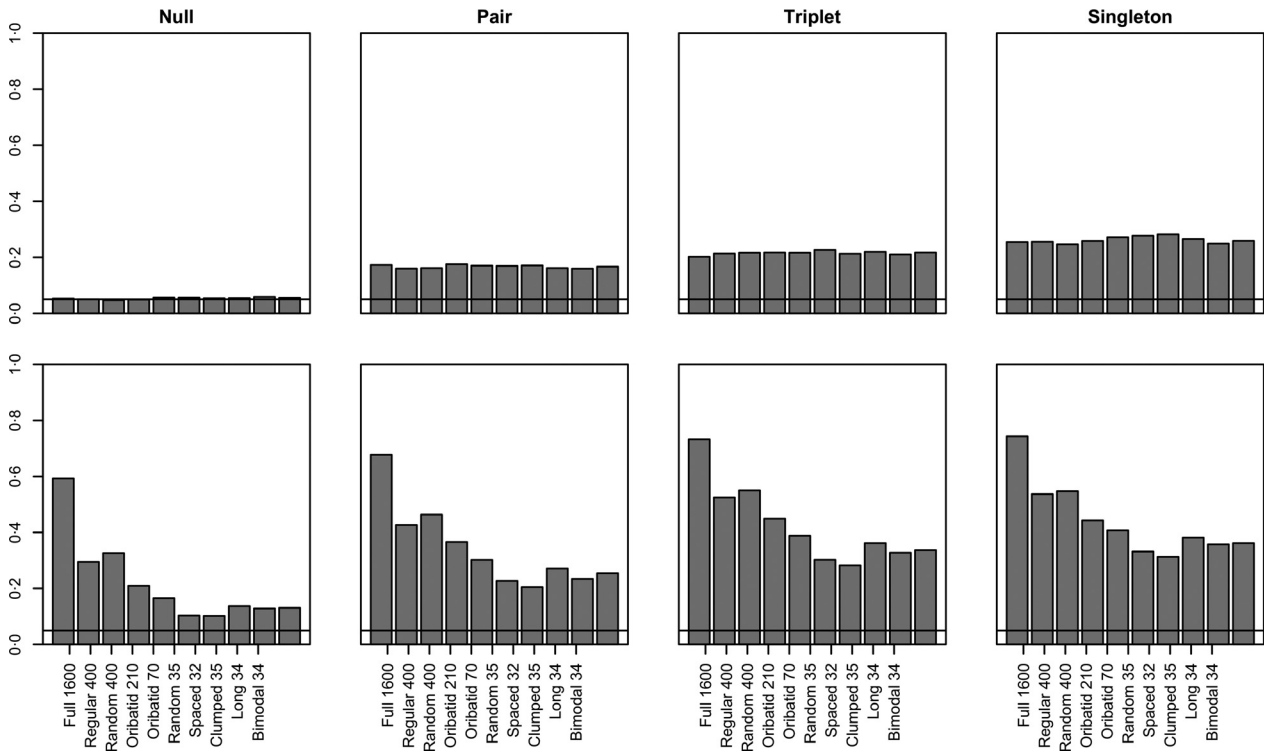 Null Pair Triplet Singleton
1·0
0·8
0·6
0·4
0·2
0·0
1·0
0·8
0·6
0·4
0·2
0·0
Full 1600
Regular 400
Random 400
Oribatid 210
Oribatid 70
Random 35
Spaced 32
Clumped 35
Long 34
Bimodal 34
Full 1600
Regular 400
Random 400
Oribatid 210
Oribatid 70
Random 35
Spaced 32
Clumped 35
Long 34
Bimodal 34
Full 1600
Regular 400
Random 400
Oribatid 210
Oribatid 70
Random 35
Spaced 32
Clumped 35
Long 34
Bimodal 34
Full 1600
Regular 400
Random 400
Oribatid 210
Oribatid 70
Random 35
Spaced 32
Clumped 35
Long 34
Bimodal 34